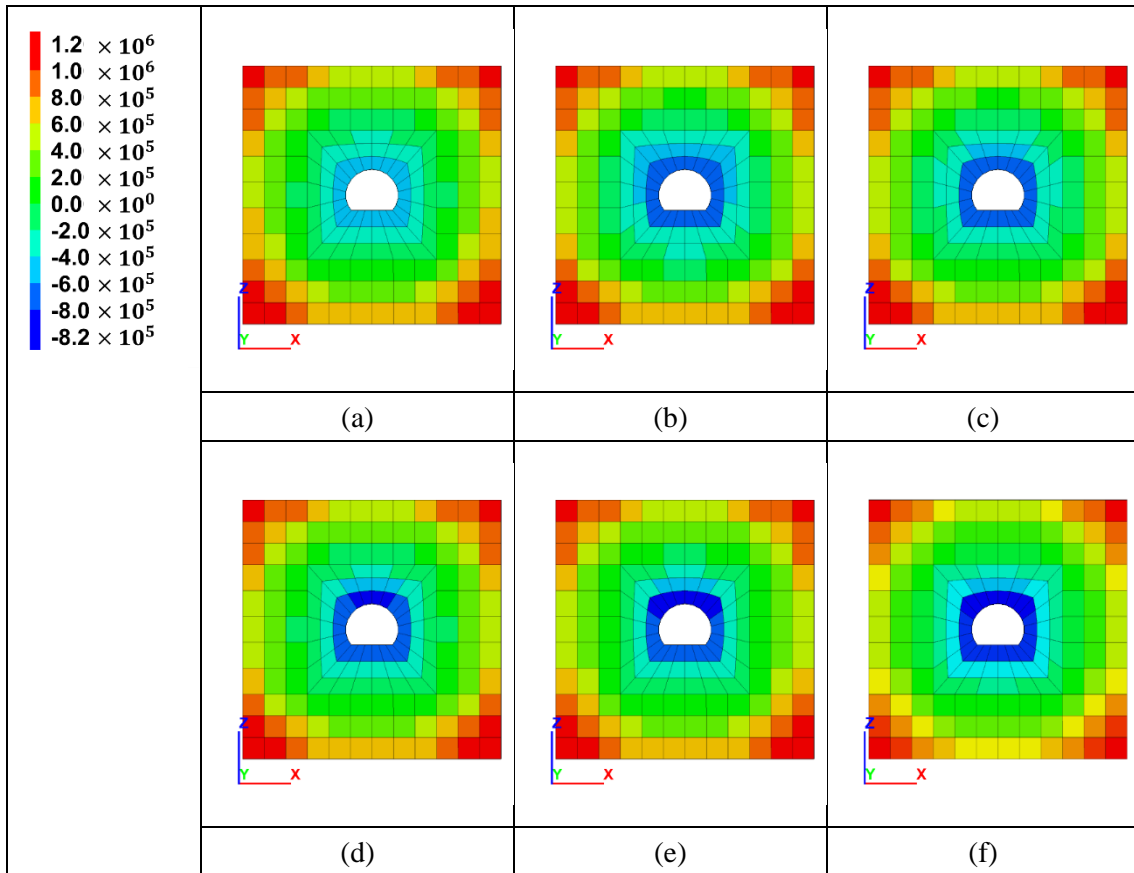 1.2 × 10⁶
1.0 × 10⁶
8.0 × 10⁵
6.0 × 10⁵
4.0 × 10⁵
2.0 × 10⁵
0.0 × 10⁰
-2.0 × 10⁵
-4.0 × 10⁵
-6.0 × 10⁵
-8.0 × 10⁵
-8.2 × 10⁵
Z
Y X
Z
Y X
Z
Y X
(a) (b) (c)
Z
Y X
Z
Y X
Z
Y X
(d) (e) (f)